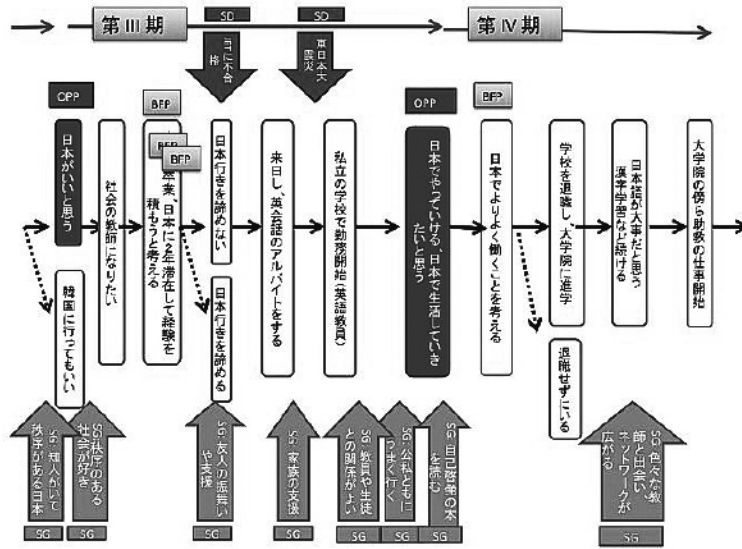 第Ⅲ期
第Ⅳ期
SD
SD
JETに不合
格
東日本大
震災
OPP
BFP
BFP
OPP
BFP
日本がいいと思う
韓国に行ってもいい
社会の教師になりたい
卒業、日本に2年滞在して経験を
積もうと考える
日本行きを諦めない
日本行きを諦める
来日し、英会話のアルバイトをする
私立の学校で勤務開始(英語教員)
日本でやっていける、日本で生活していき
たいと思う
日本でよりよく働くことを考える
学校を退職し、大学院に進学
退職せずにいる
日本語が大事だと思う
漢字学習など続ける
大学院の傍ら助教の仕事開始
SG:知人がいて
秩序がある日本
SG:秩序のある
社会が好き
SG:友人の振舞い
や支援
SG:家族の支援
SG:教員や生徒
との関係がよい
SG:公私ともに
うまく行く
SG:自己啓発の本
を読む
SG:色々な教
師と出会い、
ネットワークが
広がる
SG
SG
SG
SG
SG
SG
SG
SG